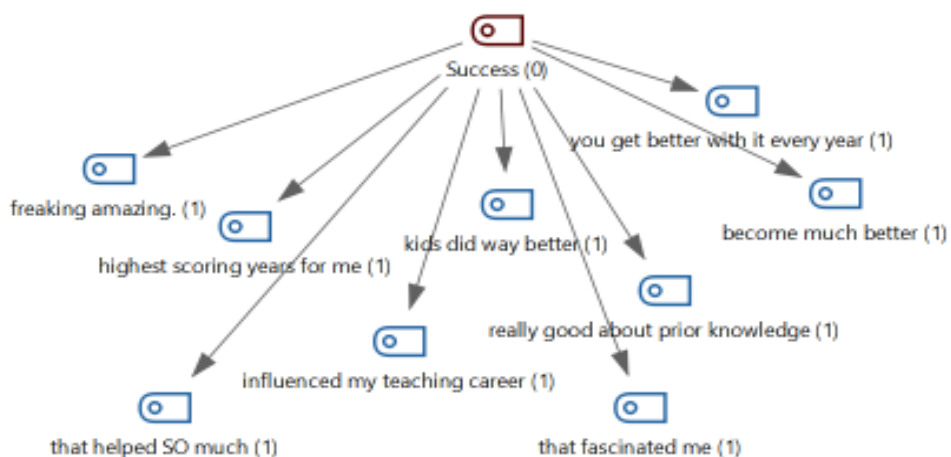 Success (0)
you get better with it every year (1)
freaking amazing. (1)
kids did way better (1)
become much better (1)
highest scoring years for me (1)
really good about prior knowledge (1)
influenced my teaching career (1)
that helped SO much (1)
that fascinated me (1)